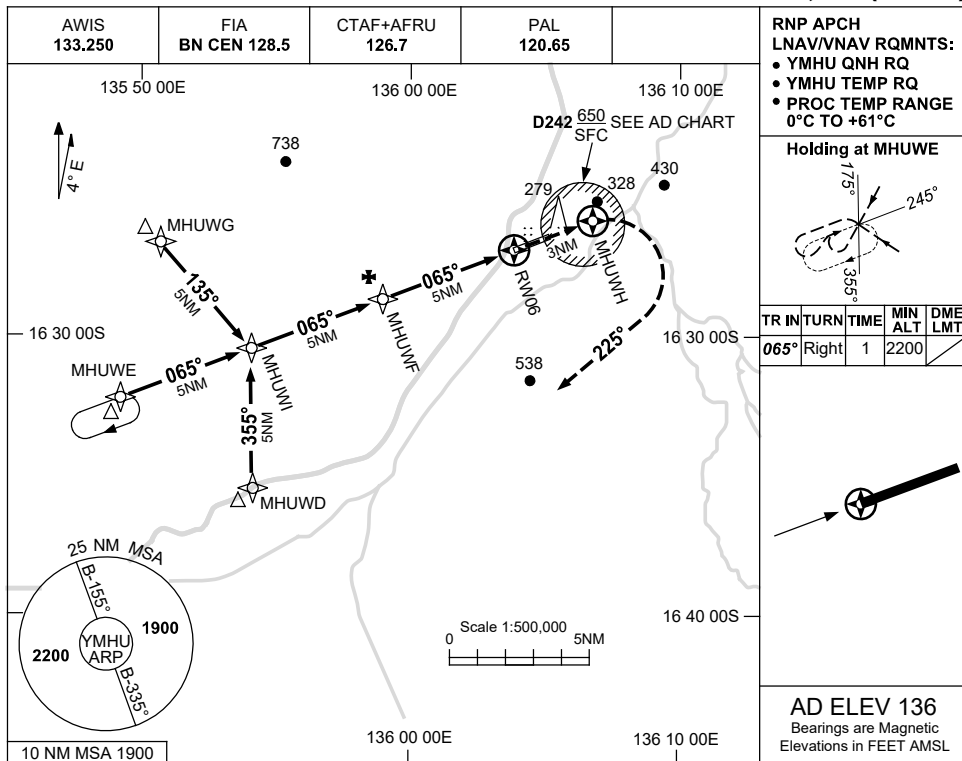 AWIS
133.250
FIA
BN CEN 128.5
CTAF+AFRU
126.7
PAL
120.65
RNP APCH
LNAV/VNAV RQMNTS:
• YMHU QNH RQ
• YMHU TEMP RQ
• PROC TEMP RANGE
0°C TO +61°C
135 50 00E
136 00 00E
136 10 00E
4° E
738
D242 650 SEE AD CHART
SFC
430
328
279
MHUWG
135°
5NM
065°
5NM
3NM
MHUWH
RW06
065°
5NM
MHUWF
225°
16 30 00S
16 30 00S
MHUWE
065°
5NM
MHUWI
538
355°
5NM
MHUWD
Holding at MHUWE
175°
245°
355°
TR IN TURN TIME MIN ALT DME LMT
065° Right 1 2200
25 NM MSA
B-155°
1900
YMHU
ARP
2200
B-335°
10 NM MSA 1900
Scale 1:500,000
0 5NM
16 40 00S
136 00 00E
136 10 00E
AD ELEV 136
Bearings are Magnetic
Elevations in FEET AMSL